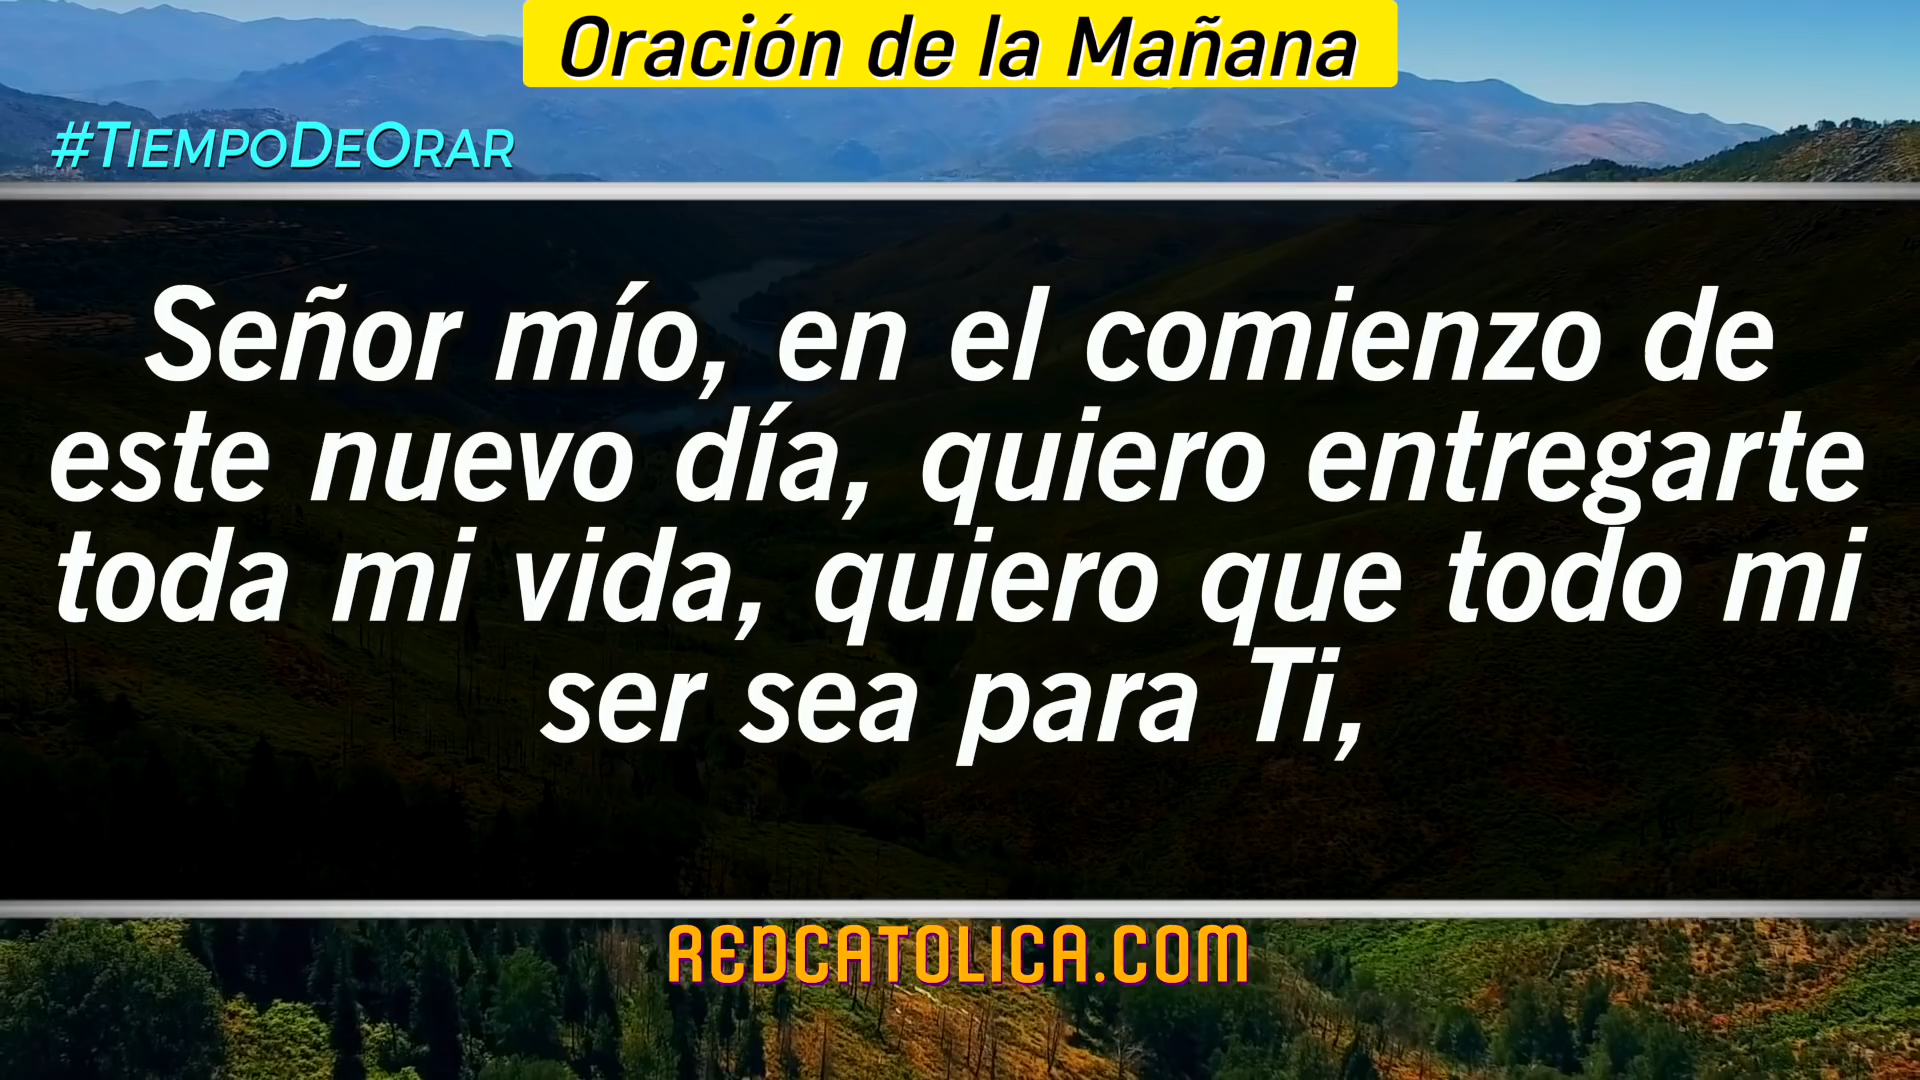 Oración de la Mañana
#TiempoDeOrar
Señor mío, en el comienzo de
este nuevo día, quiero entregarte
toda mi vida, quiero que todo mi
ser sea para Ti,
REDCATOLICA.COM